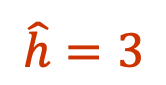 ĥ = 3